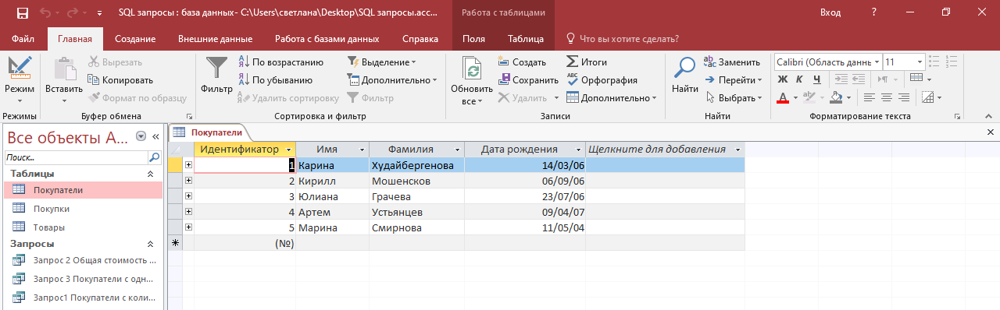 SQL запросы : база данных- C:\Users\светлана\Desktop\SQL запросы.acc... Работа с таблицами Вход
Файл Главная Создание Внешние данные Работа с базами данных Справка Поля Таблица Что вы хотите сделать?
Режим
Режимы
Вставить
Вырезать
Копировать
Формат по образцу
Буфер обмена
Фильтр
По возрастанию
По убыванию
Удалить сортировку
Выделение
Дополнительно
Фильтр
Сортировка и фильтр
Обновить
все
Создать
Сохранить
Удалить
Итоги
ABC Орфография
Дополнительно
Записи
Найти
ab ac Заменить
Перейти
Выбрать
Найти
Calibri (Область даннь 11
Ж К Ч
А
Форматирование текста
Все объекты A...
Поиск...
Таблицы
Покупатели
Покупки
Товары
Запросы
Запрос 2 Общая стоимость ...
Запрос 3 Покупатели с одн...
Запрос1 Покупатели с коли...
Покупатели
Идентификатор Имя Фамилия Дата рождения Щелкните для добавления
1 Карина Худайбергенова 14/03/06
2 Кирилл Мошенсков 06/09/06
3 Юлиана Грачева 23/07/06
4 Артем Устьянцев 09/04/07
5 Марина Смирнова 11/05/04
(№)